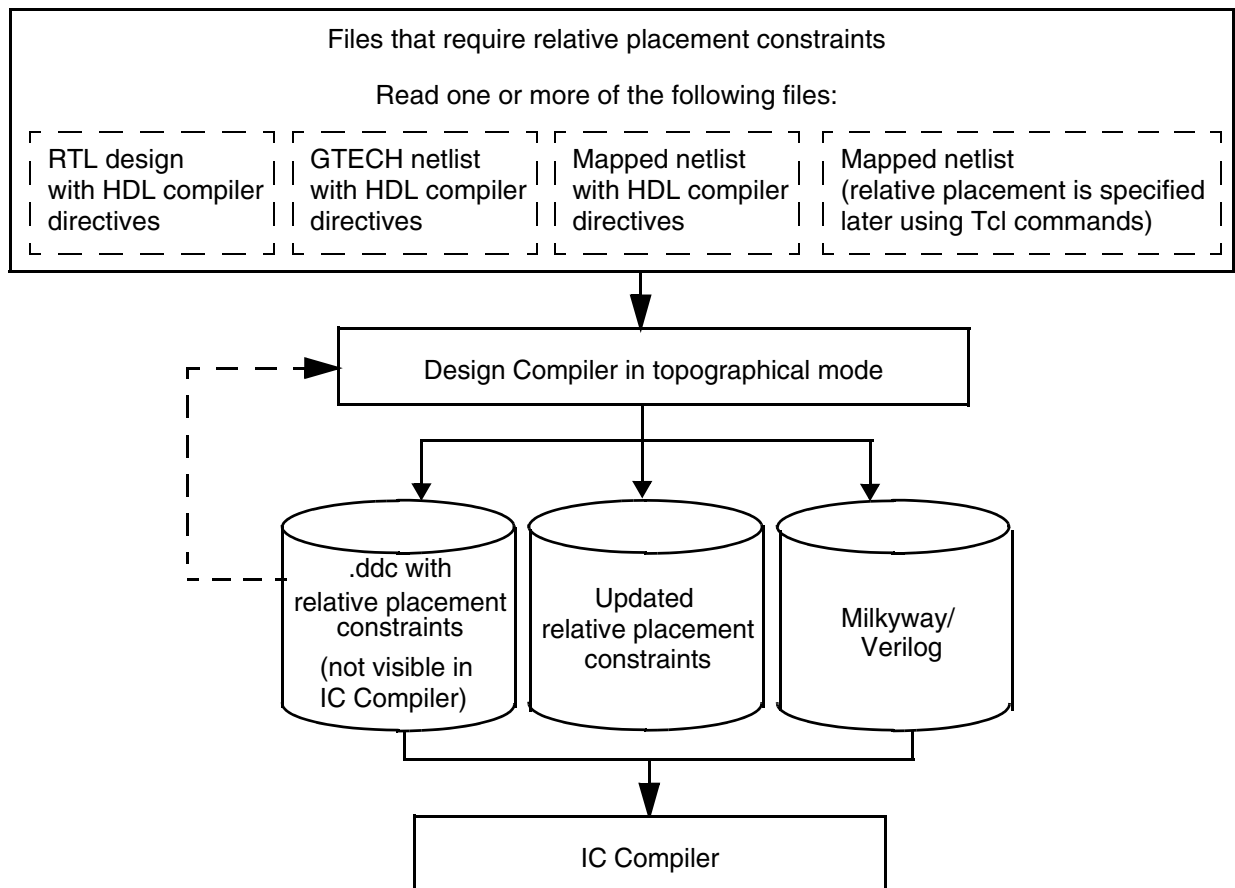 Files that require relative placement constraints
Read one or more of the following files:
RTL design
with HDL compiler
directives
GTECH netlist
with HDL compiler
directives
Mapped netlist
with HDL compiler
directives
Mapped netlist
(relative placement is specified
later using Tcl commands)
Design Compiler in topographical mode
.ddc with
relative placement
constraints
(not visible in
IC Compiler)
Updated
relative placement
constraints
Milkyway/
Verilog
IC Compiler